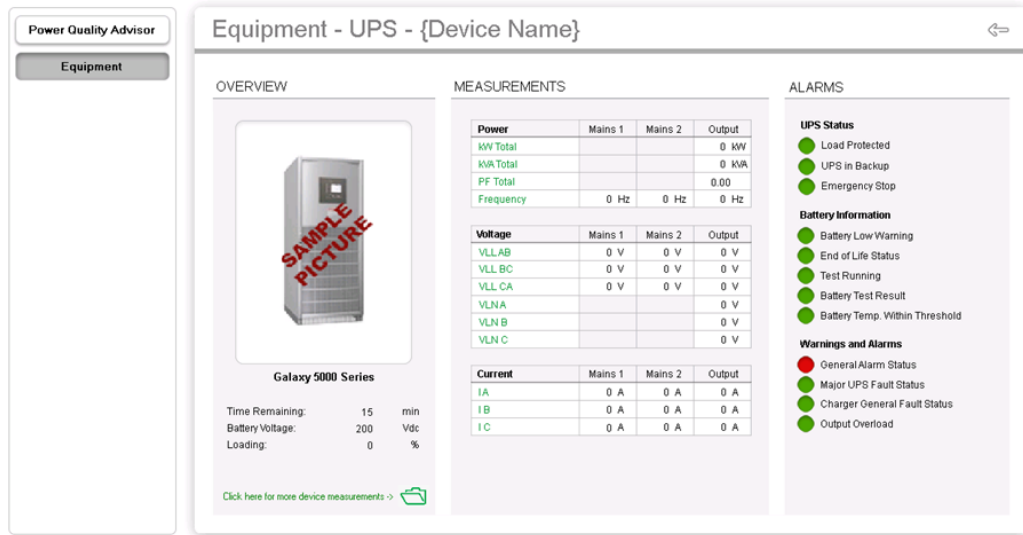 Power Quality Advisor
Equipment
Equipment - UPS - {Device Name}
OVERVIEW
SAMPLE
PICTURE
Galaxy 5000 Series
Time Remaining: 15 min
Battery Voltage: 200 Vdc
Loading: 0 %
Click here for more device measurements ->
MEASUREMENTS
Power Mains 1 Mains 2 Output
kW Total 0 kW
kVA Total 0 kVA
PF Total 0.00
Frequency 0 Hz 0 Hz 0 Hz
Voltage Mains 1 Mains 2 Output
VLL AB 0 V 0 V 0 V
VLL BC 0 V 0 V 0 V
VLL CA 0 V 0 V 0 V
VLN A 0 V
VLN B 0 V
VLN C 0 V
Current Mains 1 Mains 2 Output
I A 0 A 0 A 0 A
I B 0 A 0 A 0 A
I C 0 A 0 A 0 A
ALARMS
UPS Status
Load Protected
UPS in Backup
Emergency Stop
Battery Information
Battery Low Warning
End of Life Status
Test Running
Battery Test Result
Battery Temp. Within Threshold
Warnings and Alarms
General Alarm Status
Major UPS Fault Status
Charger General Fault Status
Output Overload